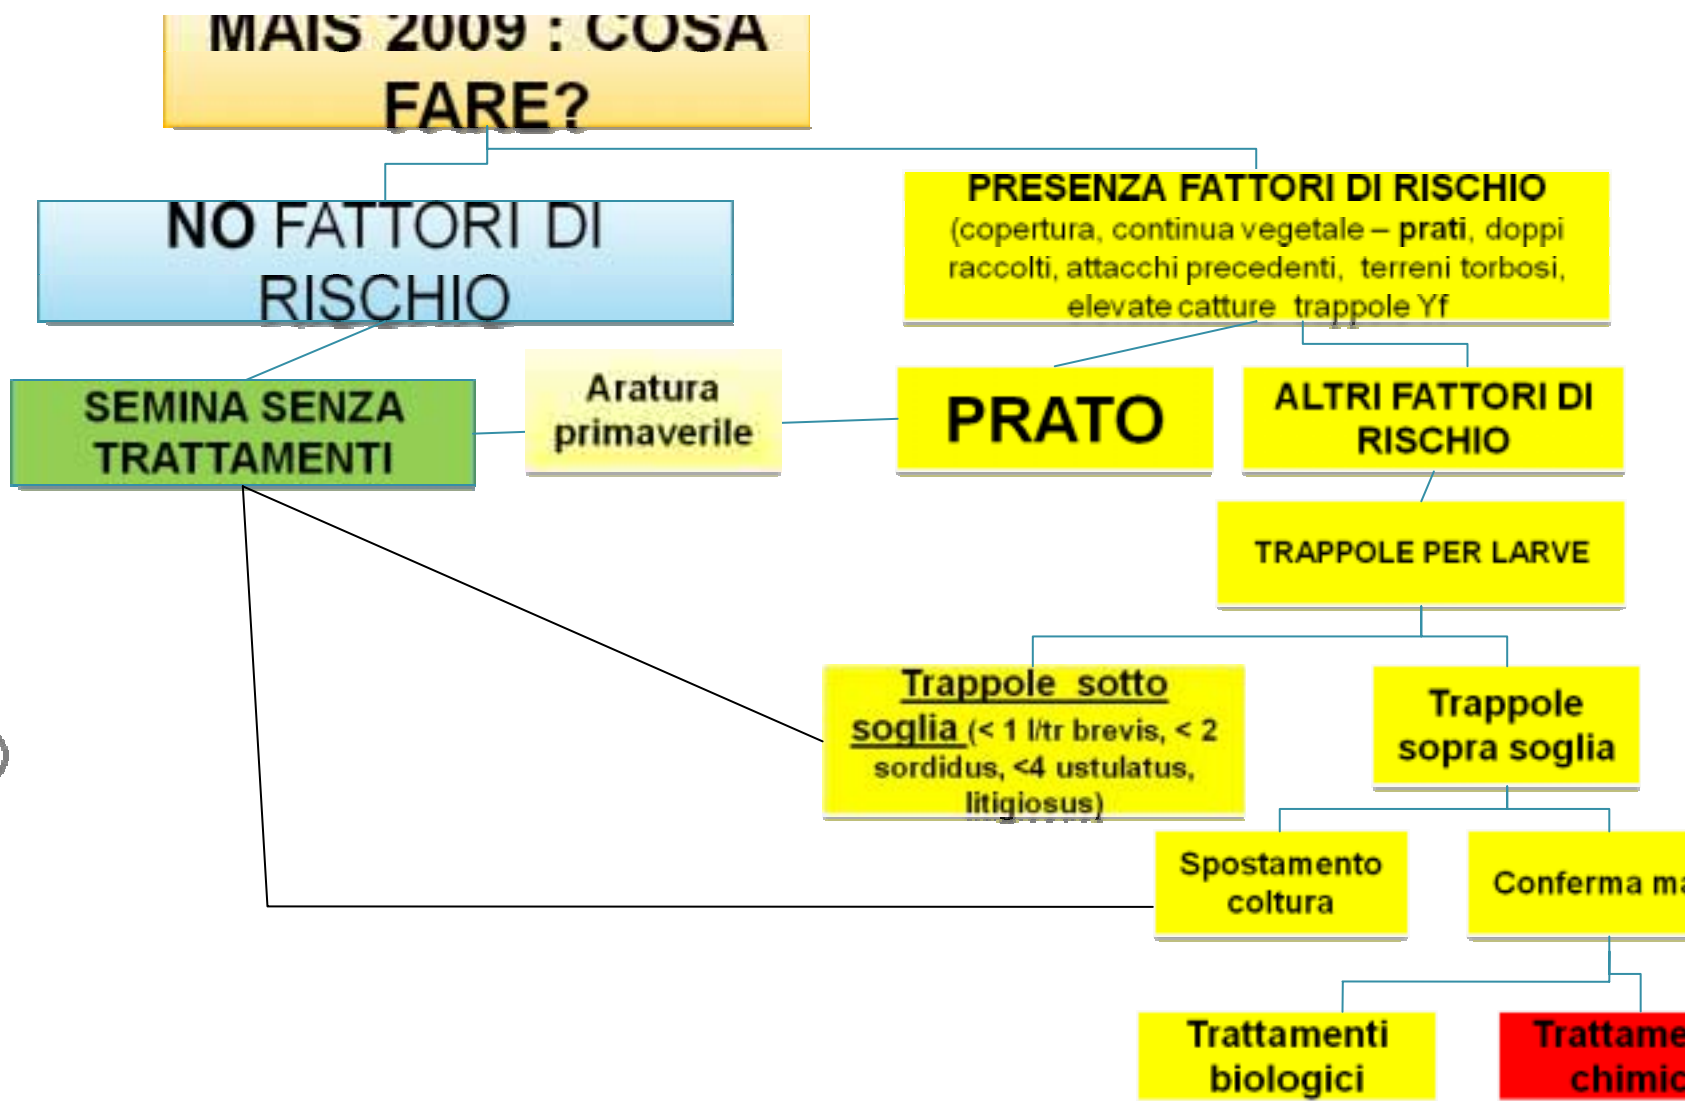 MAIS 2009 : COSA
FARE?
NO FATTORI DI
RISCHIO
PRESENZA FATTORI DI RISCHIO
(copertura, continua vegetale – prati, doppi
raccolti, attacchi precedenti, terreni torbosi,
elevate catture trappole Yf
SEMINA SENZA
TRATTAMENTI
Aratura
primaverile
PRATO
ALTRI FATTORI DI
RISCHIO
TRAPPOLE PER LARVE
Trappole sotto
soglia (< 1 l/tr brevis, < 2
sordidus, <4 ustulatus,
litigiosus)
Trappole
sopra soglia
Spostamento
coltura
Conferma
Trattamenti
biologici